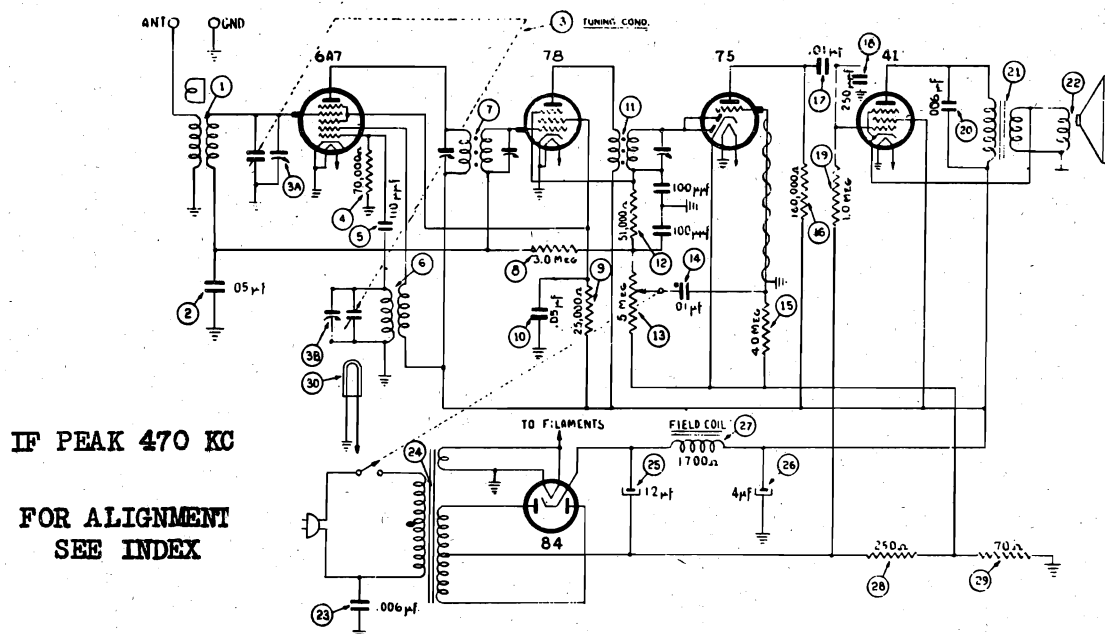 ANT GND
3 TUNING COND.
6A7
78
75
.01 µf
18
41
1
7
11
17
250 µµf
21
22
.006 µf
20
3A
70,000Ω
4
110 µµf
5
100 µµf
100 µµf
51,000Ω
12
19
1.0 MEG
160,000Ω
16
6
8
3.0 MEG
9
14
.01 µf
15
4.0 MEG
2
.05 µf
10
.05 µf
25,000Ω
.5 MEG
13
3B
30
TO FILAMENTS
FIELD COIL
27
1700Ω
IF PEAK 470 KC
24
25
12 µf
26
4 µf
FOR ALIGNMENT
SEE INDEX
84
250Ω
28
70Ω
29
23
.006 µf